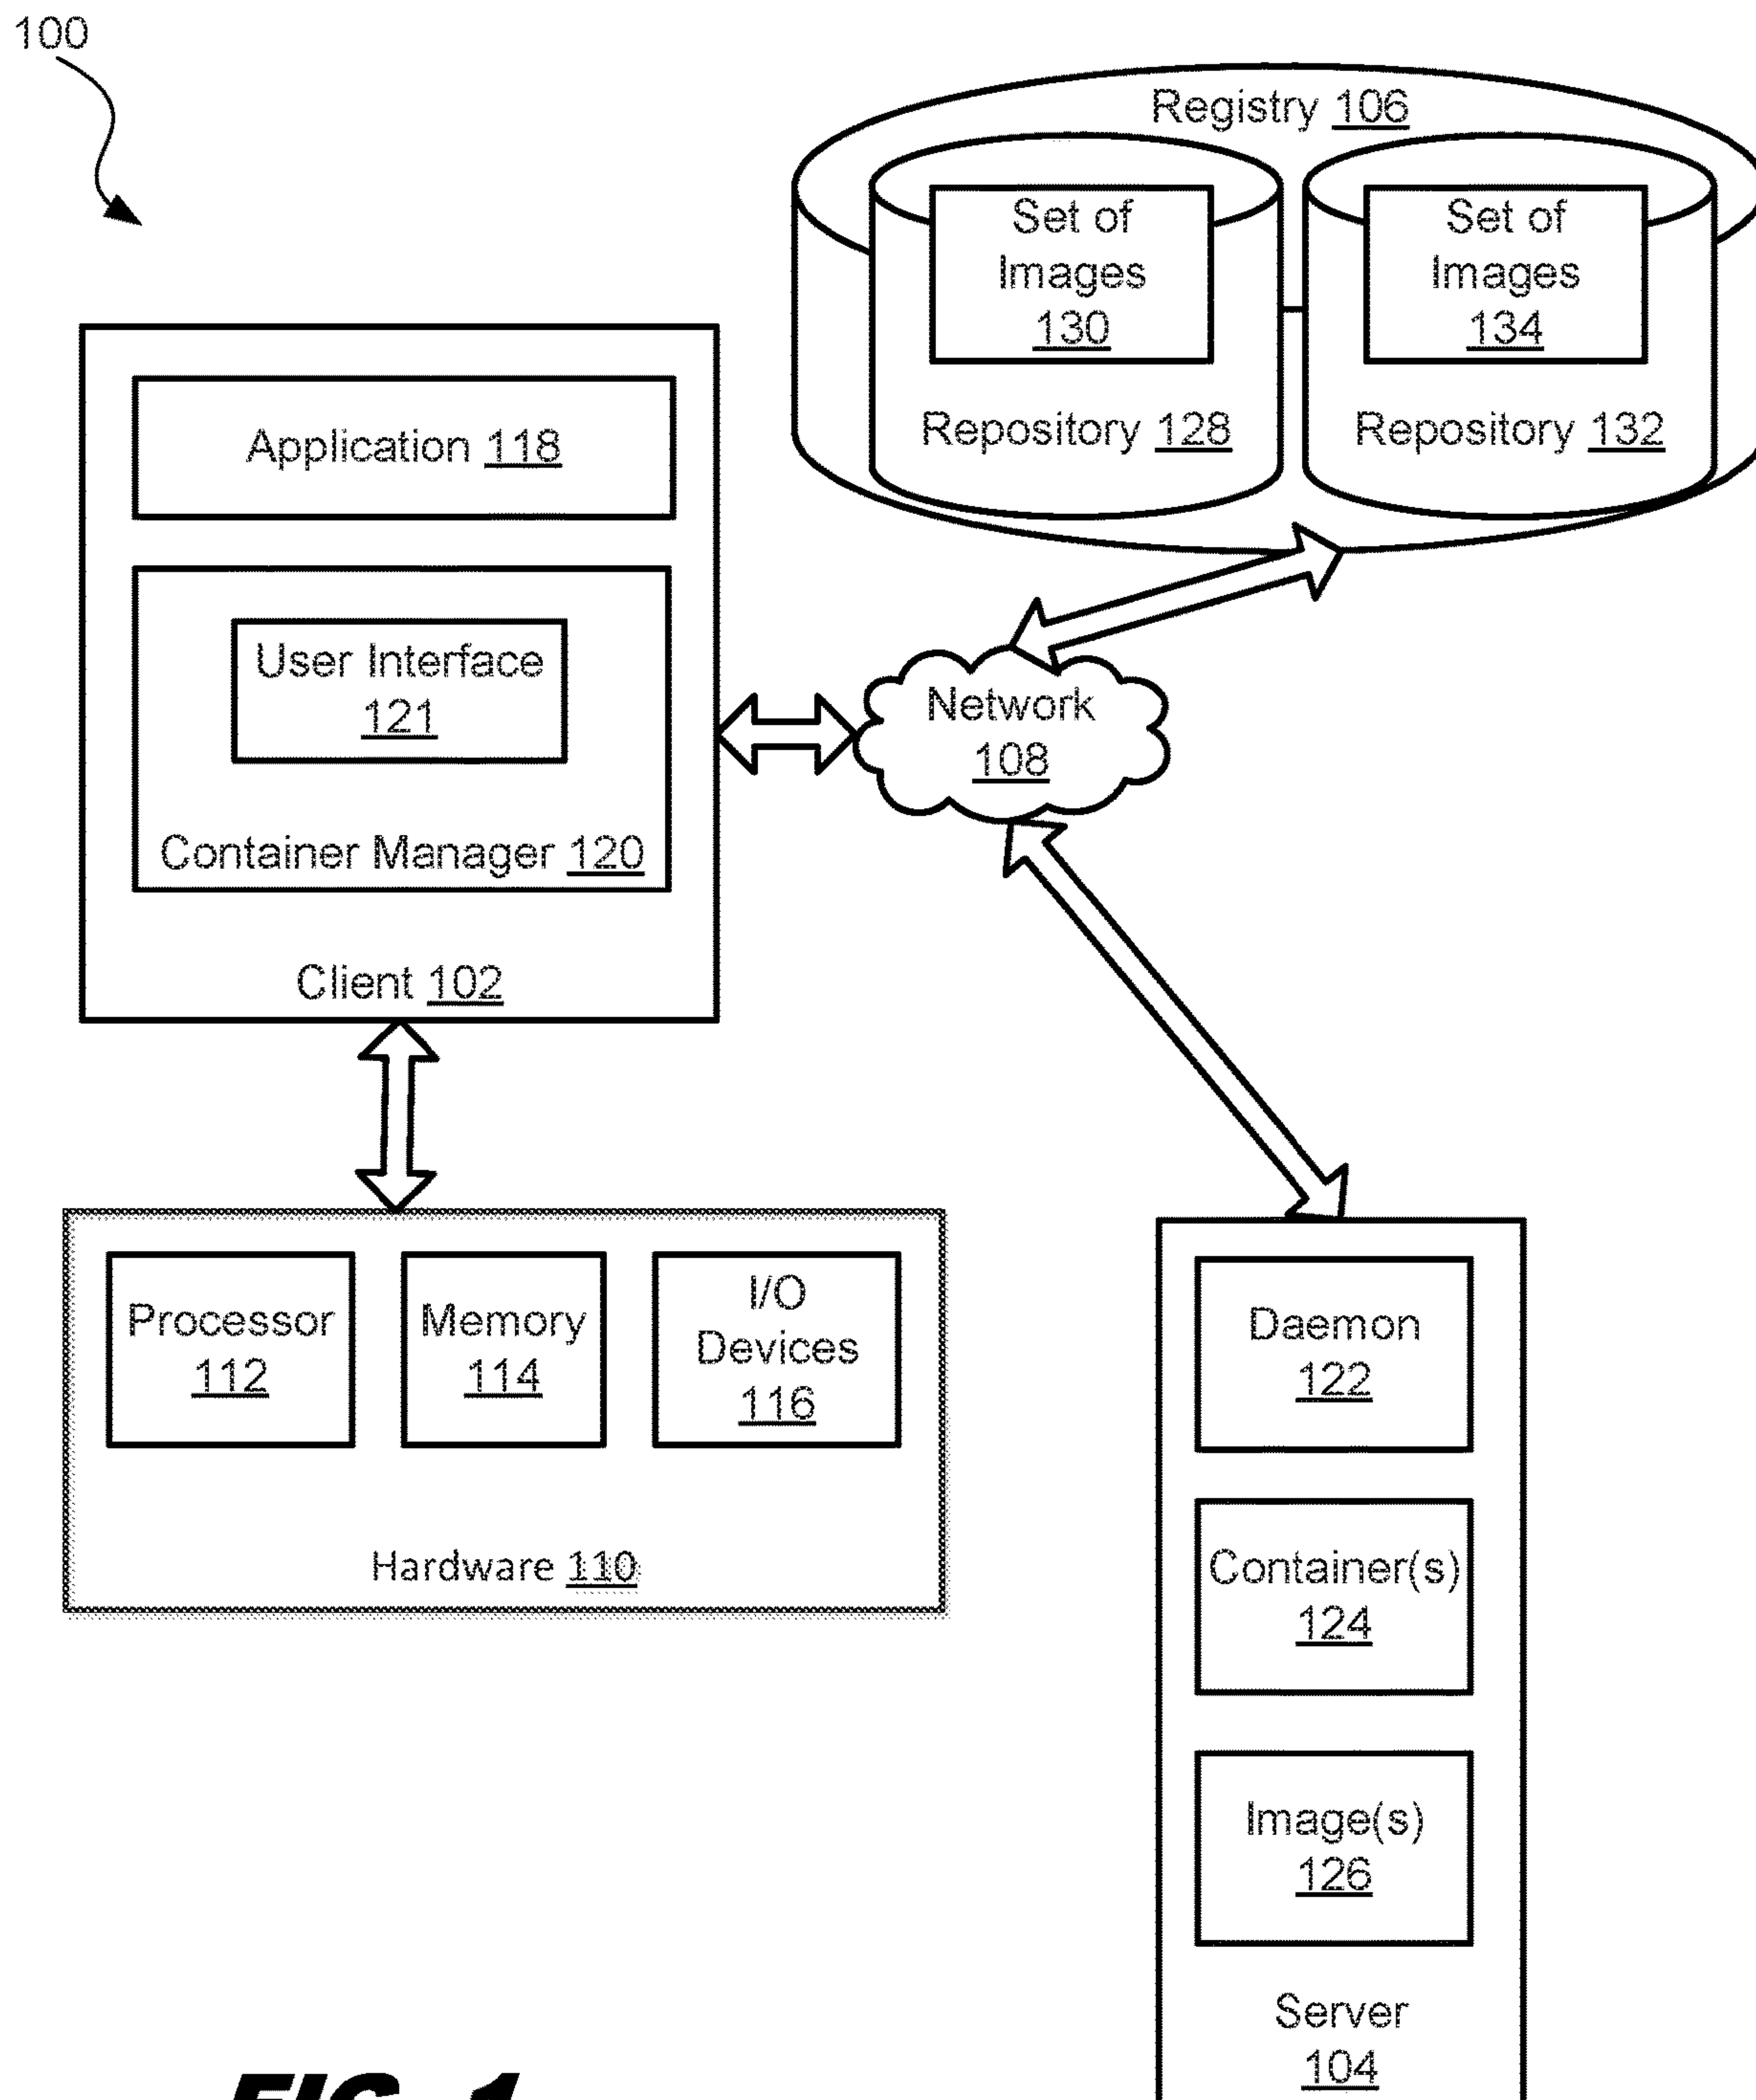 100
Registry 106
Set of
Images
130
Repository 128
Set of
Images
134
Repository 132
Application 118
User Interface
121
Container Manager 120
Client 102
Network
108
Processor
112
Memory
114
I/O
Devices
116
Hardware 110
Daemon
122
Container(s)
124
Image(s)
126
Server
104
FIG. 1